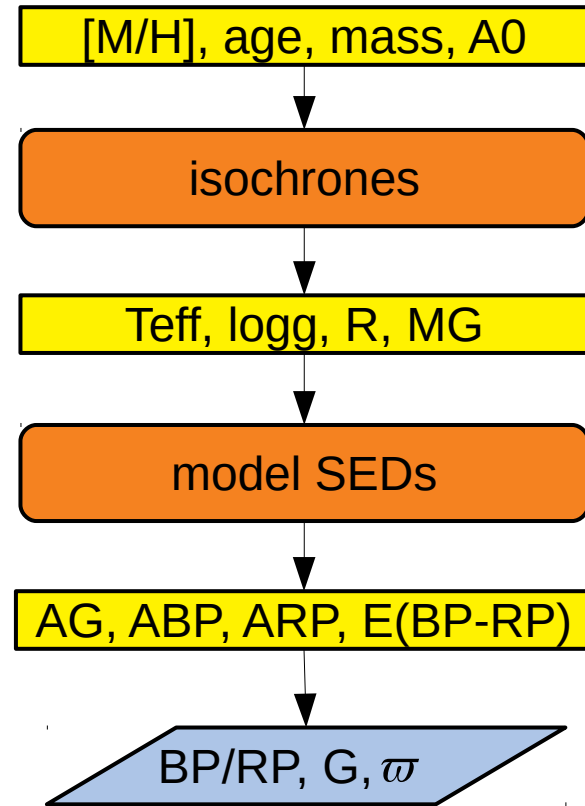 [M/H], age, mass, A0
isochrones
Teff, logg, R, MG
model SEDs
AG, ABP, ARP, E(BP-RP)
BP/RP, G, ϖ